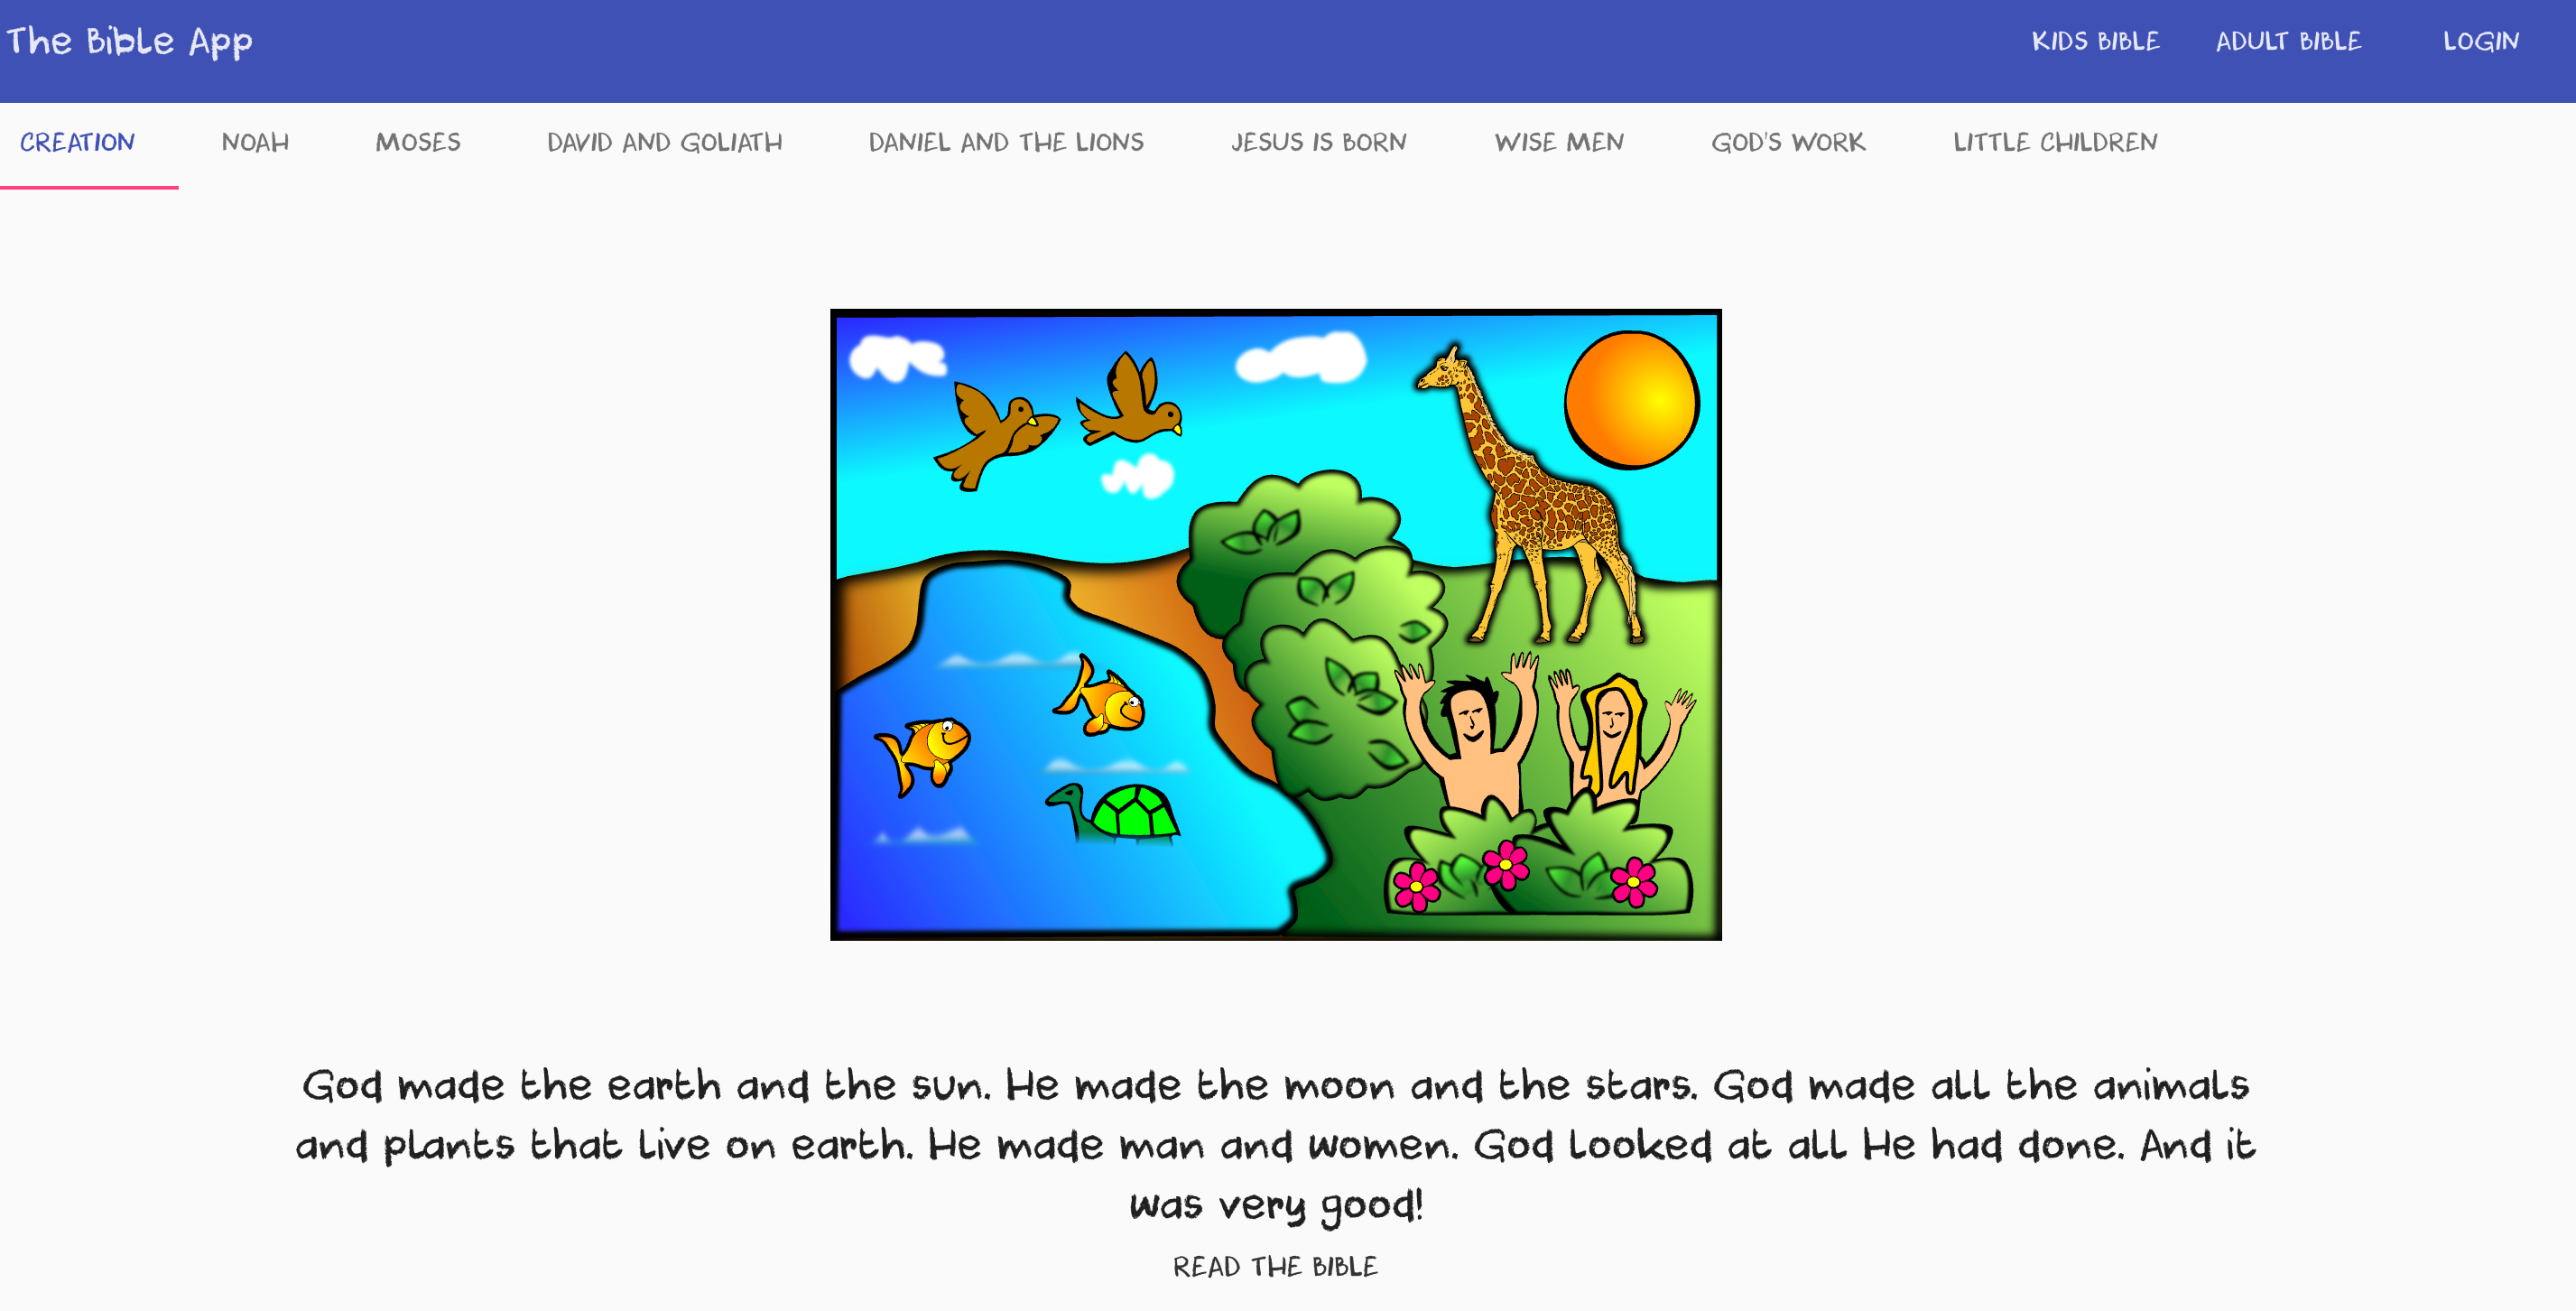 The Bible App
KIDS BIBLE
ADULT BIBLE
LOGIN
CREATION
NOAH
MOSES
DAVID AND GOLIATH
DANIEL AND THE LIONS
JESUS IS BORN
WISE MEN
GOD'S WORK
LITTLE CHILDREN
God made the earth and the sun. He made the moon and the stars. God made all the animals
and plants that live on earth. He made man and women. God looked at all He had done. And it
was very good!
READ THE BIBLE